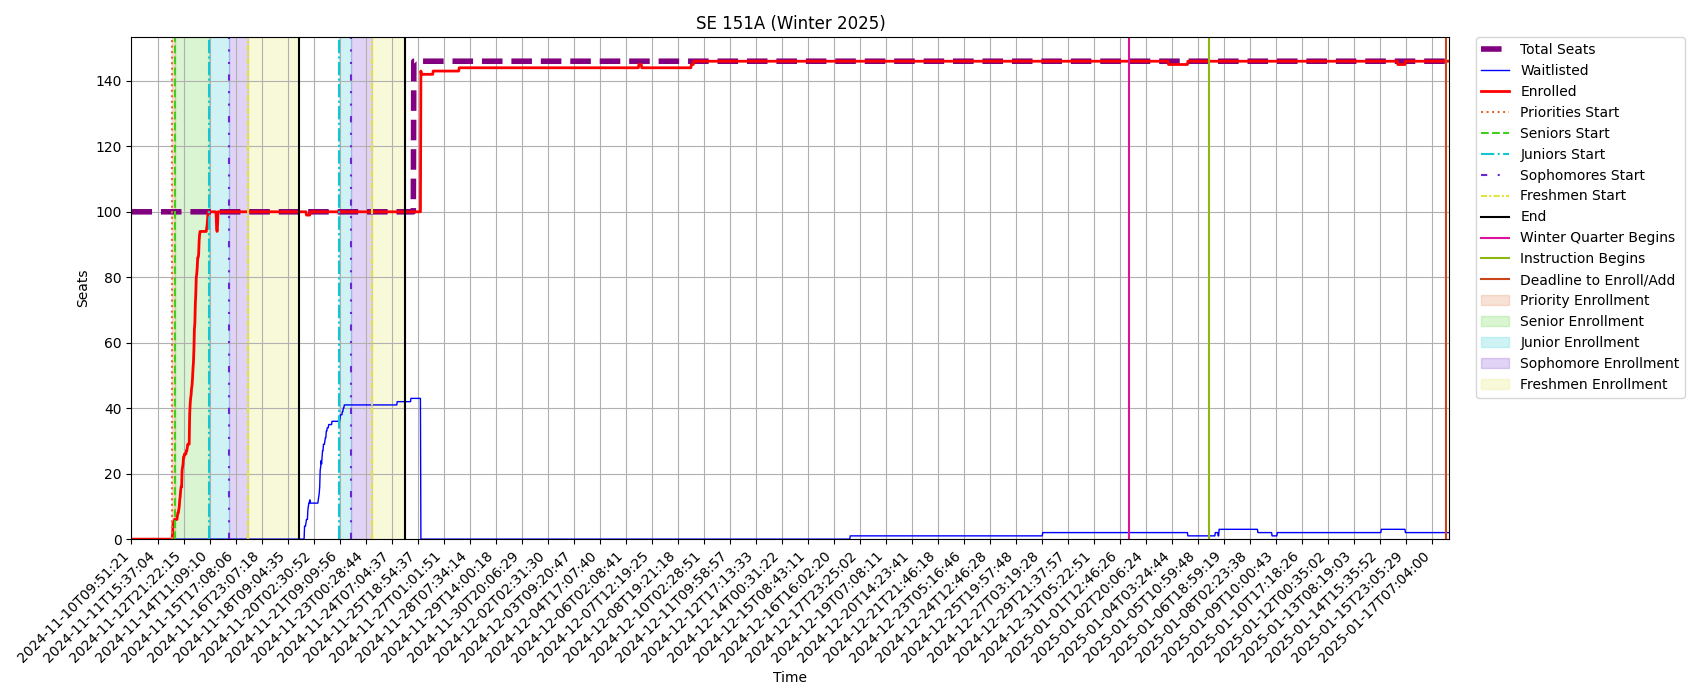 SE 151A (Winter 2025)
Seats
140
120
100
80
60
40
20
0
2024-11-10T09:51:21
2024-11-11T15:37:04
2024-11-12T21:22:15
2024-11-14T11:09:10
2024-11-15T17:08:06
2024-11-16T23:07:18
2024-11-18T09:04:35
2024-11-20T02:30:52
2024-11-21T09:09:56
2024-11-23T00:28:44
2024-11-24T07:04:37
2024-11-25T18:54:37
2024-11-27T01:01:51
2024-11-28T07:34:14
2024-11-29T14:00:18
2024-11-30T20:06:29
2024-12-02T02:31:30
2024-12-03T09:20:47
2024-12-04T17:07:40
2024-12-06T02:08:41
2024-12-07T12:19:25
2024-12-08T19:21:18
2024-12-10T02:28:51
2024-12-11T09:58:57
2024-12-12T17:13:33
2024-12-14T00:31:22
2024-12-15T08:43:11
2024-12-16T16:02:20
2024-12-17T23:25:02
2024-12-19T07:08:11
2024-12-20T14:23:41
2024-12-21T21:46:18
2024-12-23T05:16:46
2024-12-24T12:46:28
2024-12-25T19:57:48
2024-12-27T03:19:28
2024-12-29T21:37:57
2024-12-31T05:22:51
2025-01-01T12:46:26
2025-01-02T20:06:24
2025-01-04T03:24:44
2025-01-05T10:59:48
2025-01-06T18:59:19
2025-01-08T02:23:38
2025-01-09T10:00:43
2025-01-10T17:18:26
2025-01-12T00:35:02
2025-01-13T08:19:03
2025-01-14T15:35:52
2025-01-15T23:05:29
2025-01-17T07:04:00
Time
Total Seats
Waitlisted
Enrolled
Priorities Start
Seniors Start
Juniors Start
Sophomores Start
Freshmen Start
End
Winter Quarter Begins
Instruction Begins
Deadline to Enroll/Add
Priority Enrollment
Senior Enrollment
Junior Enrollment
Sophomore Enrollment
Freshmen Enrollment